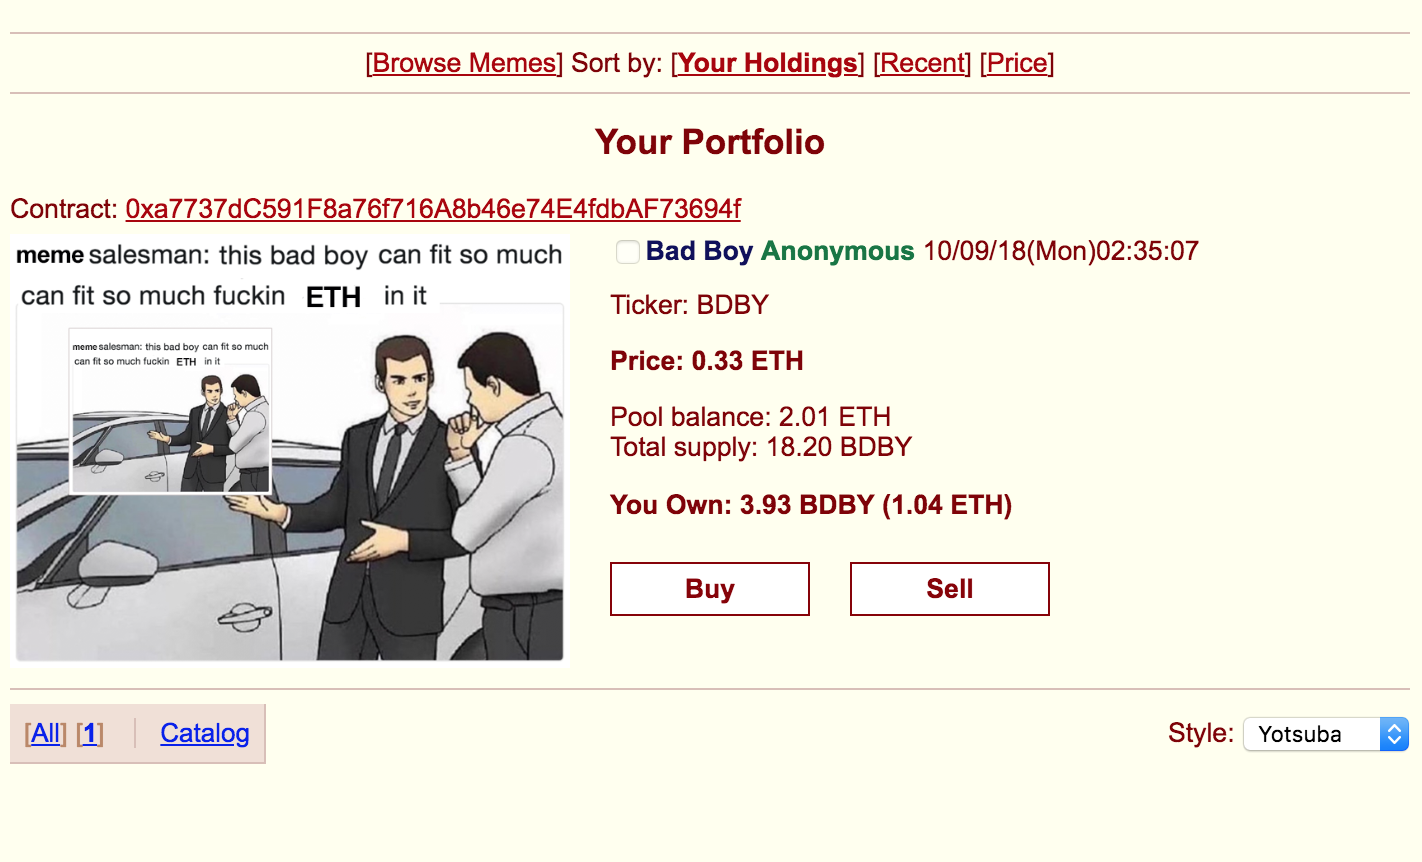 [Browse Memes] Sort by: [Your Holdings] [Recent] [Price]
Your Portfolio
Contract: 0xa7737dC591F8a76f716A8b46e74E4fdbAF73694f
meme salesman: this bad boy can fit so much
can fit so much fuckin ETH in it
meme salesman: this bad boy can fit so much
can fit so much fuckin ETH in it
Bad Boy Anonymous 10/09/18(Mon)02:35:07
Ticker: BDBY
Price: 0.33 ETH
Pool balance: 2.01 ETH
Total supply: 18.20 BDBY
You Own: 3.93 BDBY (1.04 ETH)
Buy Sell
[All] [1] Catalog
Style: Yotsuba